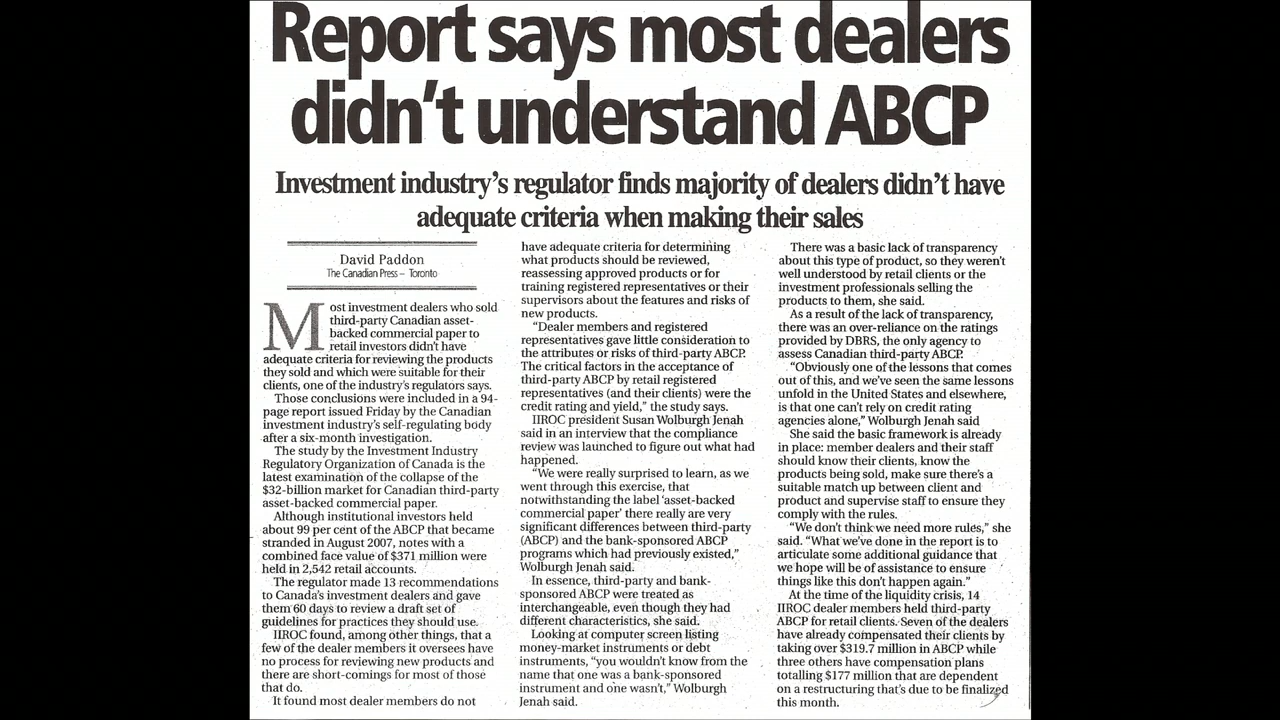 Report says most dealers
didn't understand ABCP
Investment industry's regulator finds majority of dealers didn't have
adequate criteria when making their sales
David Paddon
The Canadian Press – Toronto
Most investment dealers who sold
third-party Canadian asset-
backed commercial paper to
retail investors didn't have
adequate criteria for reviewing the products
they sold and which were suitable for their
clients, one of the industry's regulators says.
Those conclusions were included in a 94-
page report issued Friday by the Canadian
investment industry's self-regulating body
after a six-month investigation.
The study by the Investment Industry
Regulatory Organization of Canada is the
latest examination of the collapse of the
$32-billion market for Canadian third-party
asset-backed commercial paper.
Although institutional investors held
about 99 per cent of the ABCP that became
stranded in August 2007, notes with a
combined face value of $371 million were
held in 2,542 retail accounts.
The regulator made 13 recommendations
to Canada's investment dealers and gave
them 60 days to review a draft set of
guidelines for practices they should use.
IIROC found, among other things, that a
few of the dealer members it oversees have
no process for reviewing new products and
there are short-comings for most of those
that do.
It found most dealer members do not
have adequate criteria for determining
what products should be reviewed,
reassessing approved products or for
training registered representatives or their
supervisors about the features and risks of
new products.
"Dealer members and registered
representatives gave little consideration to
the attributes or risks of third-party ABCP.
The critical factors in the acceptance of
third-party ABCP by retail registered
representatives (and their clients) were the
credit rating and yield," the study says.
IIROC president Susan Wolburgh Jenah
said in an interview that the compliance
review was launched to figure out what had
happened.
"We were really surprised to learn, as we
went through this exercise, that
notwithstanding the label 'asset-backed
commercial paper' there really are very
significant differences between third-party
(ABCP) and the bank-sponsored ABCP
programs which had previously existed,"
Wolburgh Jenah said.
In essence, third-party and bank-
sponsored ABCP were treated as
interchangeable, even though they had
different characteristics, she said.
Looking at computer screen listing
money-market instruments or debt
instruments, "you wouldn't know from the
name that one was a bank-sponsored
instrument and one wasn't," Wolburgh
Jenah said.
There was a basic lack of transparency
about this type of product, so they weren't
well understood by retail clients or the
investment professionals selling the
products to them, she said.
As a result of the lack of transparency,
there was an over-reliance on the ratings
provided by DBRS, the only agency to
assess Canadian third-party ABCP.
"Obviously one of the lessons that comes
out of this, and we've seen the same lessons
unfold in the United States and elsewhere,
is that one can't rely on credit rating
agencies alone," Wolburgh Jenah said
She said the basic framework is already
in place: member dealers and their staff
should know their clients, know the
products being sold, make sure there's a
suitable match up between client and
product and supervise staff to ensure they
comply with the rules.
"We don't think we need more rules," she
said. "What we've done in the report is to
articulate some additional guidance that
we hope will be of assistance to ensure
things like this don't happen again."
At the time of the liquidity crisis, 14
IIROC dealer members held third-party
ABCP for retail clients. Seven of the dealers
have already compensated their clients by
taking over $319.7 million in ABCP while
three others have compensation plans
totalling $177 million that are dependent
on a restructuring that's due to be finalized
this month.